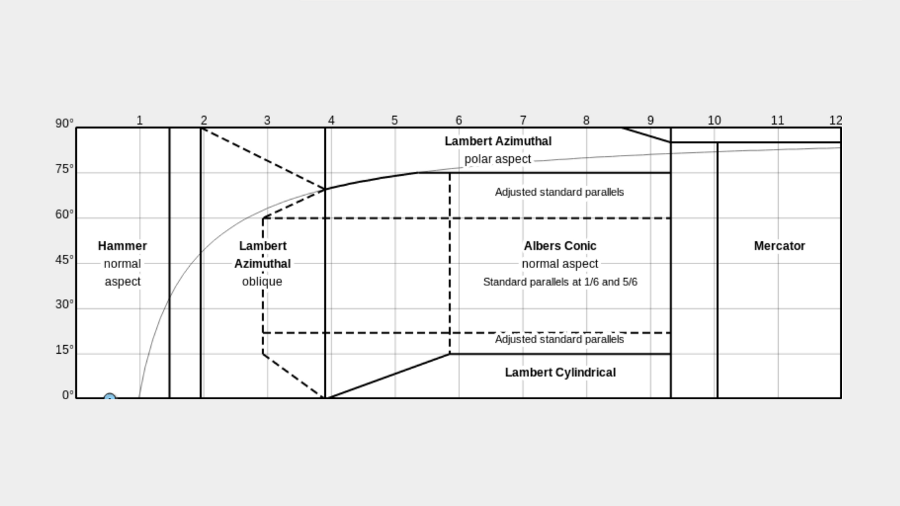 1 2 3 4 5 6 7 8 9 10 11 12
90°
75°
60°
45°
30°
15°
0°
Lambert Azimuthal
polar aspect
Adjusted standard parallels
Hammer
normal
aspect
Lambert
Azimuthal
oblique
Albers Conic
normal aspect
Standard parallels at 1/6 and 5/6
Mercator
Adjusted standard parallels
Lambert Cylindrical